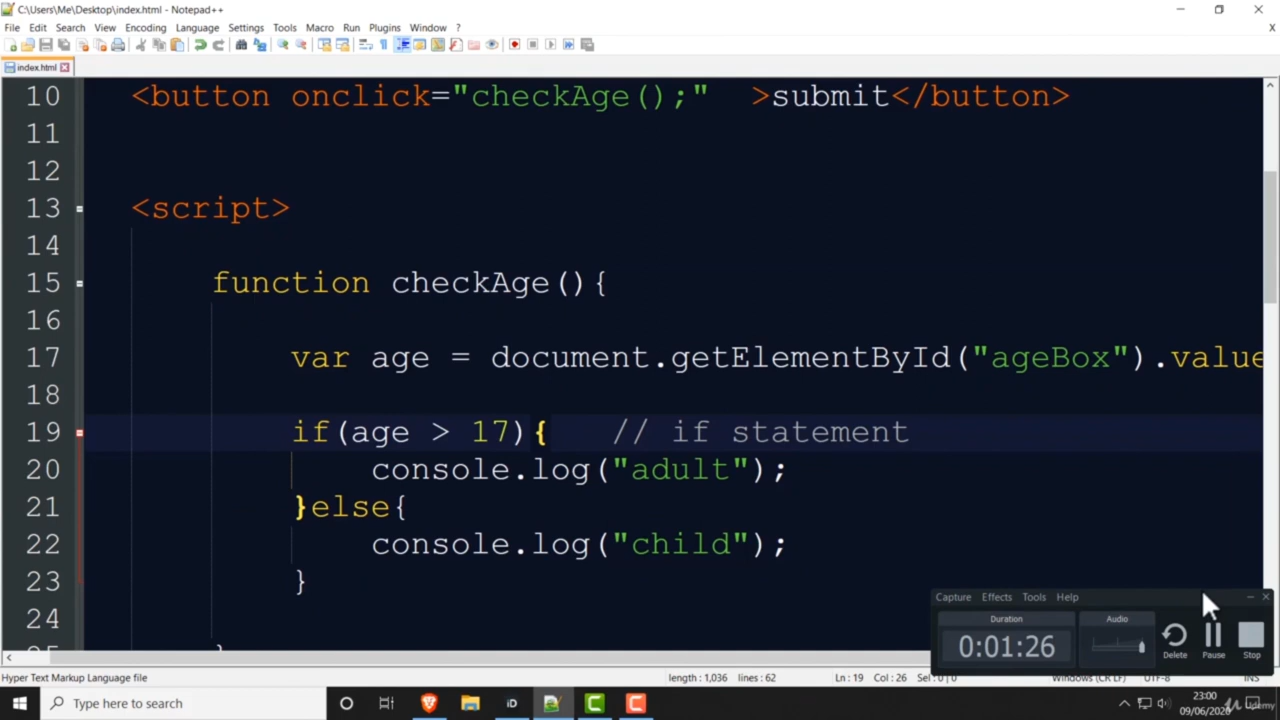 C:\Users\Me\Desktop\index.html - Notepad++
File Edit Search View Encoding Language Settings Tools Macro Run Plugins Window ?
X
index.html
10 <button onclick="checkAge();" >submit</button>
11
12
13 <script>
14
15 function checkAge(){
16
17 var age = document.getElementById("ageBox").value
18
19 if(age > 17){ // if statement
20 console.log("adult");
21 }else{
22 console.log("child");
23 }
24
Capture Effects Tools Help
Duration Audio
0:01:26
Delete Pause Stop
Hyper Text Markup Language file length : 1,036 lines : 62 Ln : 19 Col : 26 Sel : 0 | 0 Windows (CR LF) UTF-8 INS
Type here to search
iD
C
C
23:00
09/06/2020
Udemy